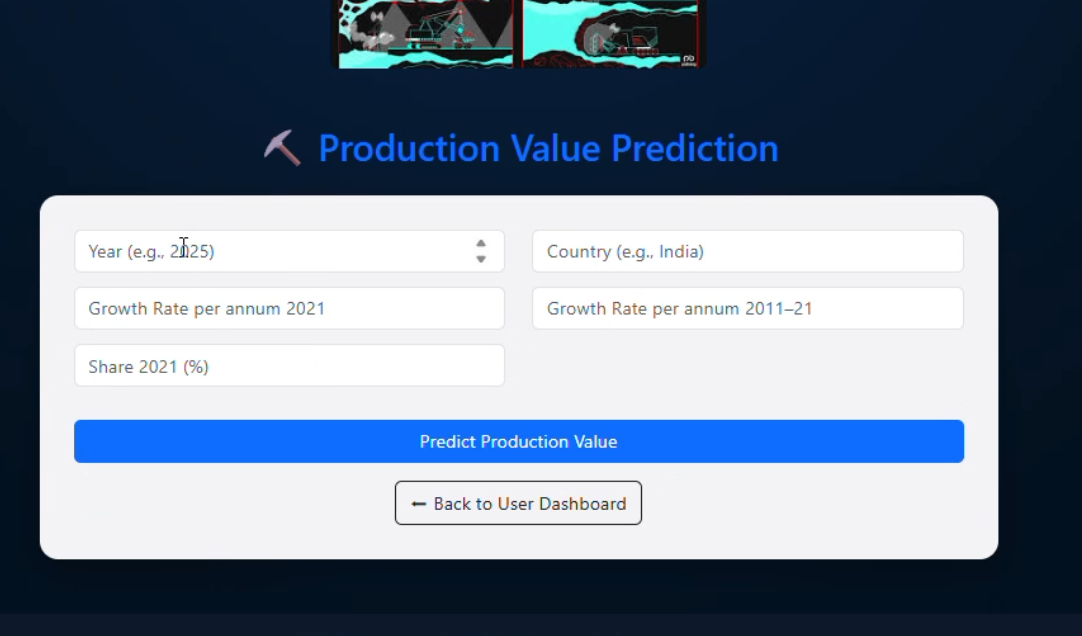 Production Value Prediction
Year (e.g., 2025)
Country (e.g., India)
Growth Rate per annum 2021
Growth Rate per annum 2011–21
Share 2021 (%)
Predict Production Value
← Back to User Dashboard